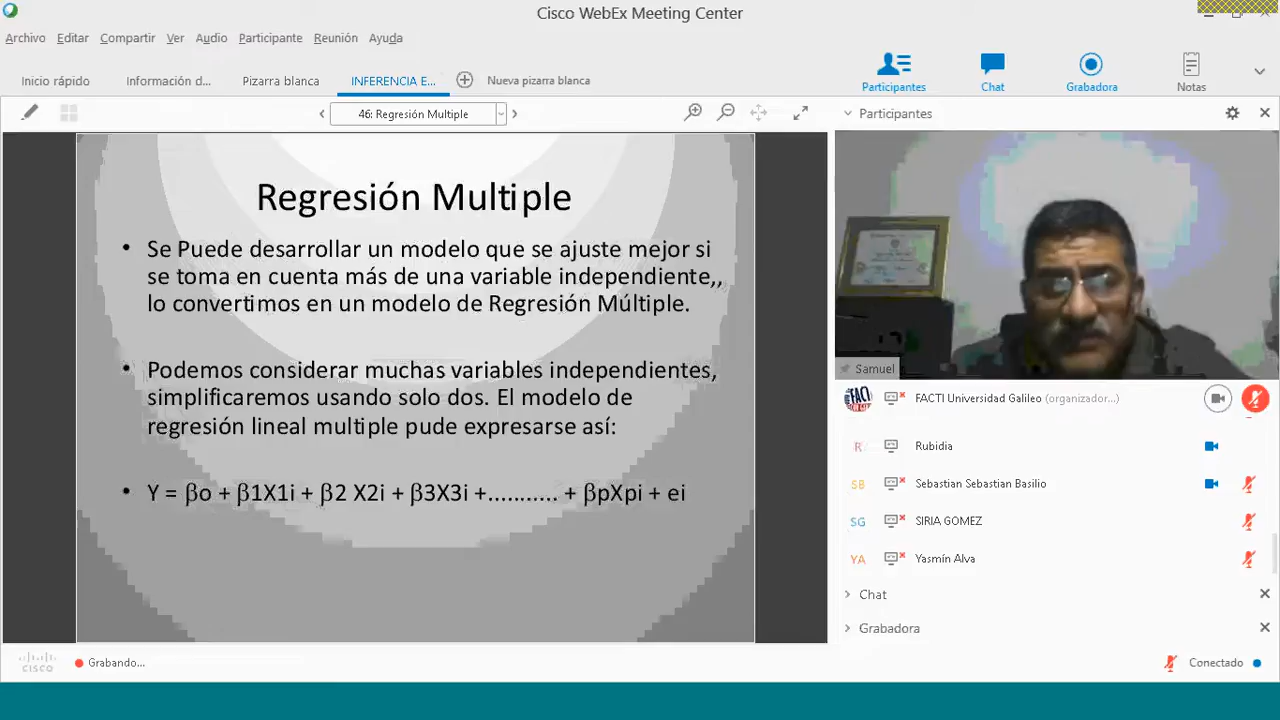 Cisco WebEx Meeting Center
Archivo Editar Compartir Ver Audio Participante Reunión Ayuda
Participantes Chat Grabadora Notas
Inicio rápido Información d... Pizarra blanca INFERENCIA E... Nueva pizarra blanca
46: Regresión Multiple
Regresión Multiple
• Se Puede desarrollar un modelo que se ajuste mejor si
se toma en cuenta más de una variable independiente,,
lo convertimos en un modelo de Regresión Múltiple.
• Podemos considerar muchas variables independientes,
simplificaremos usando solo dos. El modelo de
regresión lineal multiple pude expresarse así:
• Y = βo + β1X1i + β2 X2i + β3X3i +........... + βpXpi + ei
Participantes
Samuel
FACTI FACTI Universidad Galileo (organizador...)
R Rubidia
SB Sebastian Sebastian Basilio
SG SIRIA GOMEZ
YA Yasmín Alva
Chat
Grabadora
cisco Grabando...
Conectado